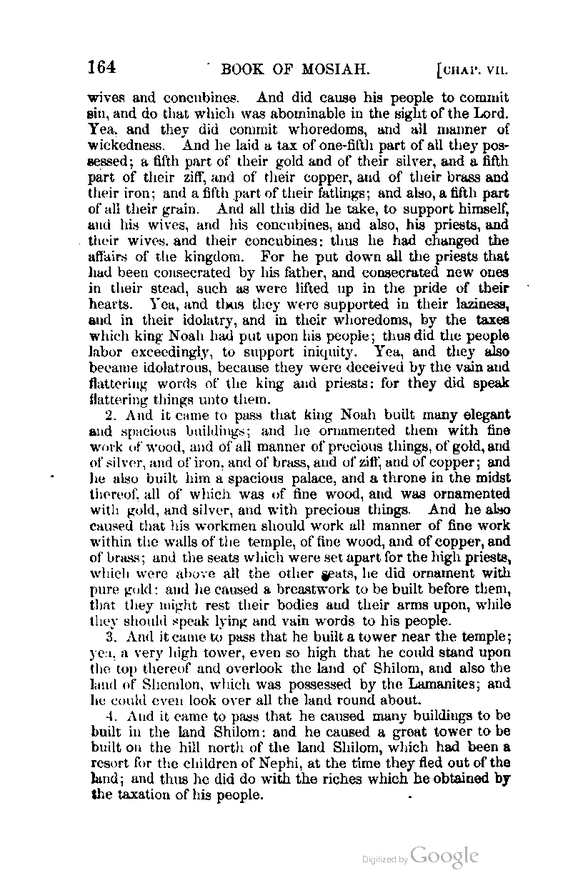 164 BOOK OF MOSIAH. [CHAP. VII.
wives and concubines. And did cause his people to commit
sin, and do that which was abominable in the sight of the Lord.
Yea, and they did commit whoredoms, and all manner of
wickedness. And he laid a tax of one-fifth part of all they pos-
sessed; a fifth part of their gold and of their silver, and a fifth
part of their ziff, and of their copper, and of their brass and
their iron; and a fifth part of their fatlings; and also, a fifth part
of all their grain. And all this did he take, to support himself,
and his wives, and his concubines, and also, his priests, and
their wives, and their concubines: thus he had changed the
affairs of the kingdom. For he put down all the priests that
had been consecrated by his father, and consecrated new ones
in their stead, such as were lifted up in the pride of their
hearts. Yea, and thus they were supported in their laziness,
and in their idolatry, and in their whoredoms, by the taxes
which king Noah had put upon his people; thus did the people
labor exceedingly, to support iniquity. Yea, and they also
became idolatrous, because they were deceived by the vain and
flattering words of the king and priests: for they did speak
flattering things unto them.
2. And it came to pass that king Noah built many elegant
and spacious buildings; and he ornamented them with fine
work of wood, and of all manner of precious things, of gold, and
of silver, and of iron, and of brass, and of ziff, and of copper; and
he also built him a spacious palace, and a throne in the midst
thereof, all of which was of fine wood, and was ornamented
with gold, and silver, and with precious things. And he also
caused that his workmen should work all manner of fine work
within the walls of the temple, of fine wood, and of copper, and
of brass; and the seats which were set apart for the high priests,
which were above all the other seats, he did ornament with
pure gold: and he caused a breastwork to be built before them,
that they might rest their bodies and their arms upon, while
they should speak lying and vain words to his people.
3. And it came to pass that he built a tower near the temple;
yea, a very high tower, even so high that he could stand upon
the top thereof and overlook the land of Shilom, and also the
land of Shemlon, which was possessed by the Lamanites; and
he could even look over all the land round about.
4. And it came to pass that he caused many buildings to be
built in the land Shilom: and he caused a great tower to be
built on the hill north of the land Shilom, which had been a
resort for the children of Nephi, at the time they fled out of the
land; and thus he did do with the riches which he obtained by
the taxation of his people.
Digitized by Google